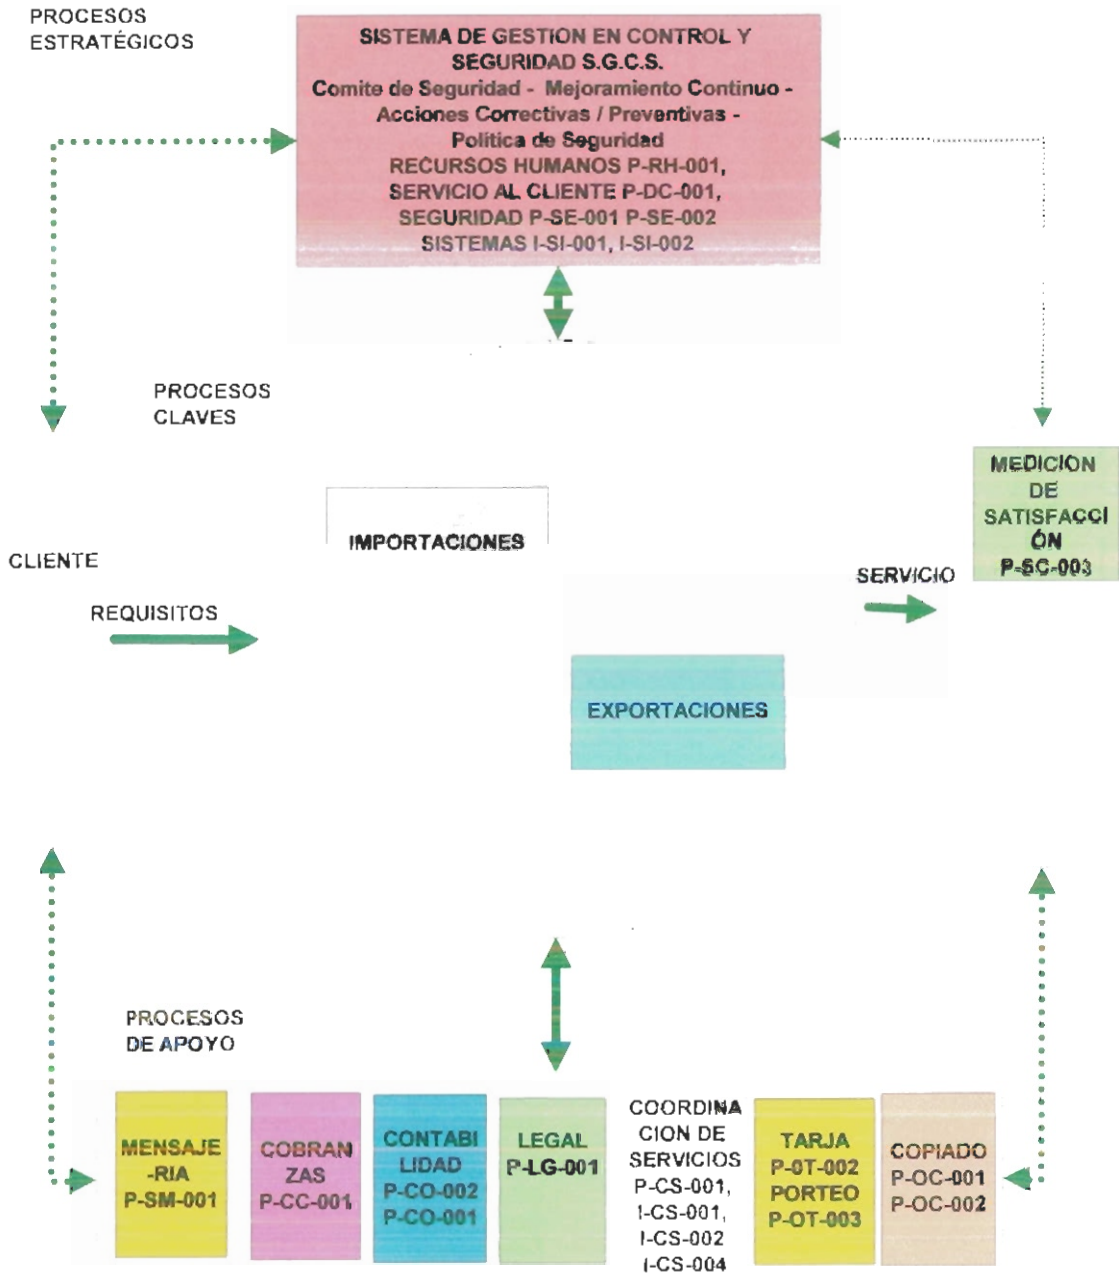 PROCESOS
ESTRATÉGICOS
SISTEMA DE GESTION EN CONTROL Y
SEGURIDAD S.G.C.S.
Comite de Seguridad - Mejoramiento Continuo -
Acciones Correctivas / Preventivas -
Política de Seguridad
RECURSOS HUMANOS P-RH-001,
SERVICIO AL CLIENTE P-DC-001,
SEGURIDAD P-SE-001 P-SE-002
SISTEMAS I-SI-001, I-SI-002
PROCESOS
CLAVES
MEDICION
DE
SATISFACCI
ÓN
P-SC-003
IMPORTACIONES
CLIENTE
SERVICIO
REQUISITOS
EXPORTACIONES
PROCESOS
DE APOYO
MENSAJE
-RIA
P-SM-001
COBRAN
ZAS
P-CC-001
CONTABI
LIDAD
P-CO-002
P-CO-001
LEGAL
P-LG-001
COORDINA
CION DE
SERVICIOS
P-CS-001,
I-CS-001,
I-CS-002
I-CS-004
TARJA
P-0T-002
PORTEO
P-OT-003
COPIADO
P-OC-001
P-OC-002